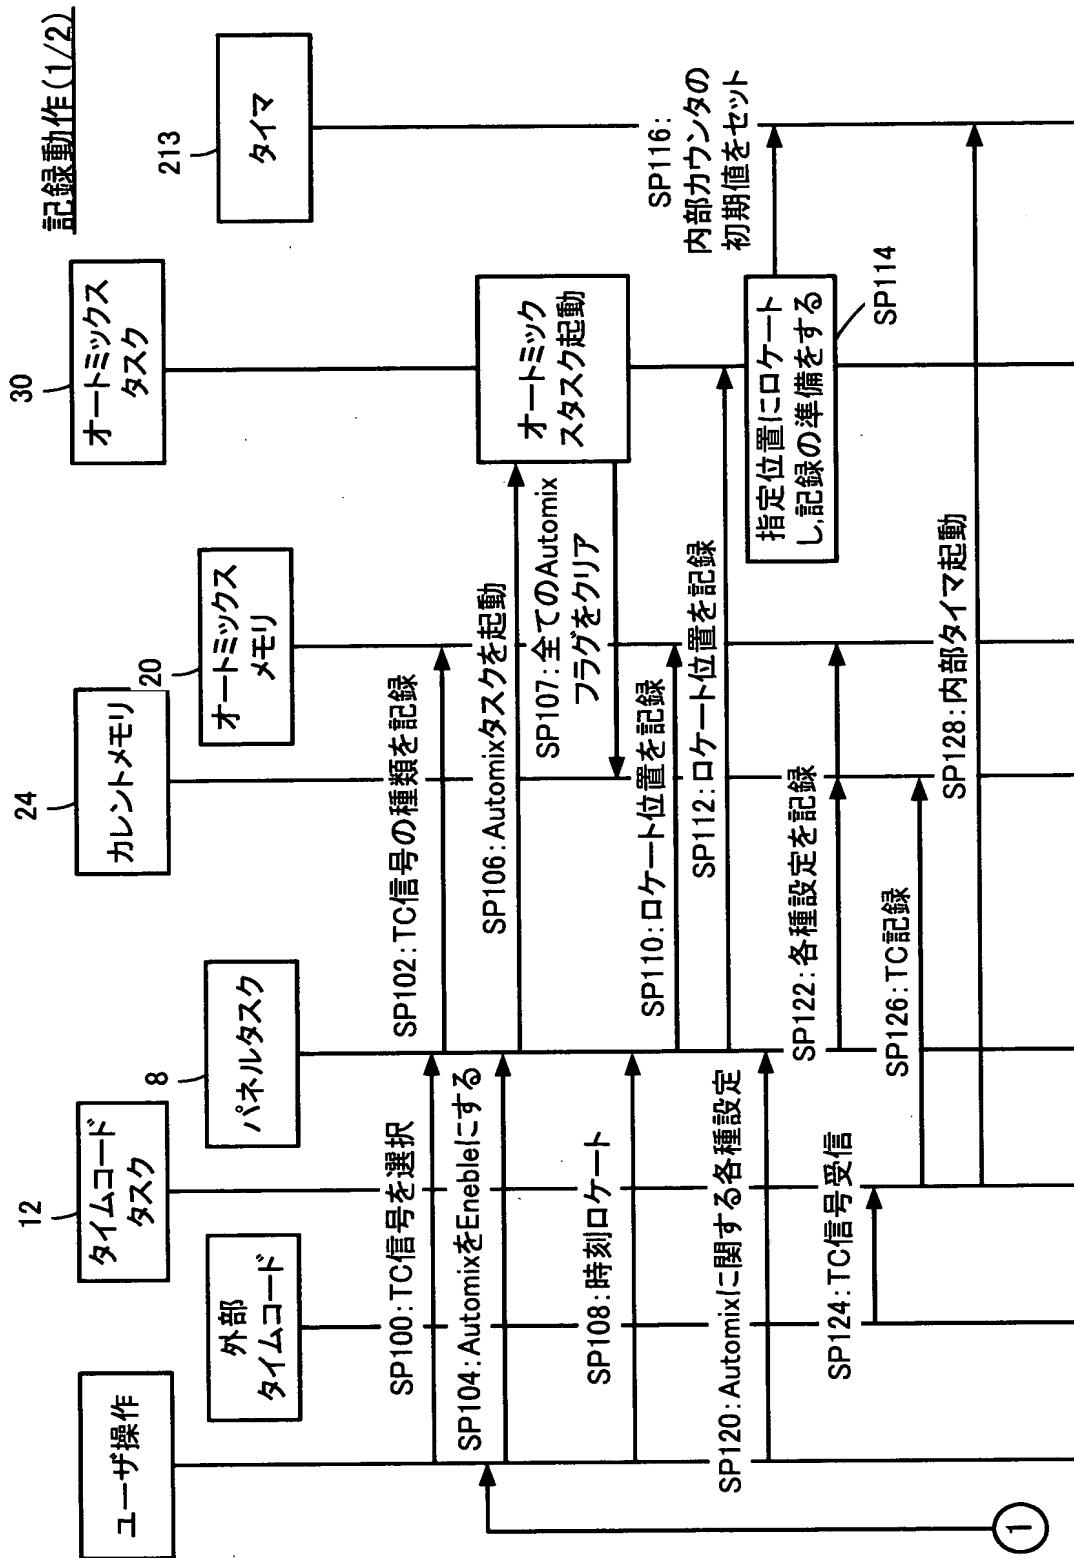 記録動作(1/2)
ユーザ操作
外部
タイムコード
12
タイムコード
タスク
8
パネルタスク
24
カレントメモリ
20
オートミックス
メモリ
30
オートミックス
タスク
213
タイマ
SP100:TC信号を選択
SP102:TC信号の種類を記録
SP104:AutomixをEnebleにする
SP106:Automixタスクを起動
オートミック
スタスク起動
SP107:全てのAutomix
フラグをクリア
SP108:時刻ロケート
SP110:ロケート位置を記録
SP112:ロケート位置を記録
指定位置にロケート
し,記録の準備をする
SP114
SP116:
内部カウンタの
初期値をセット
SP120:Automixに関する各種設定
SP122:各種設定を記録
SP124:TC信号受信
SP126:TC記録
SP128:内部タイマ起動
1